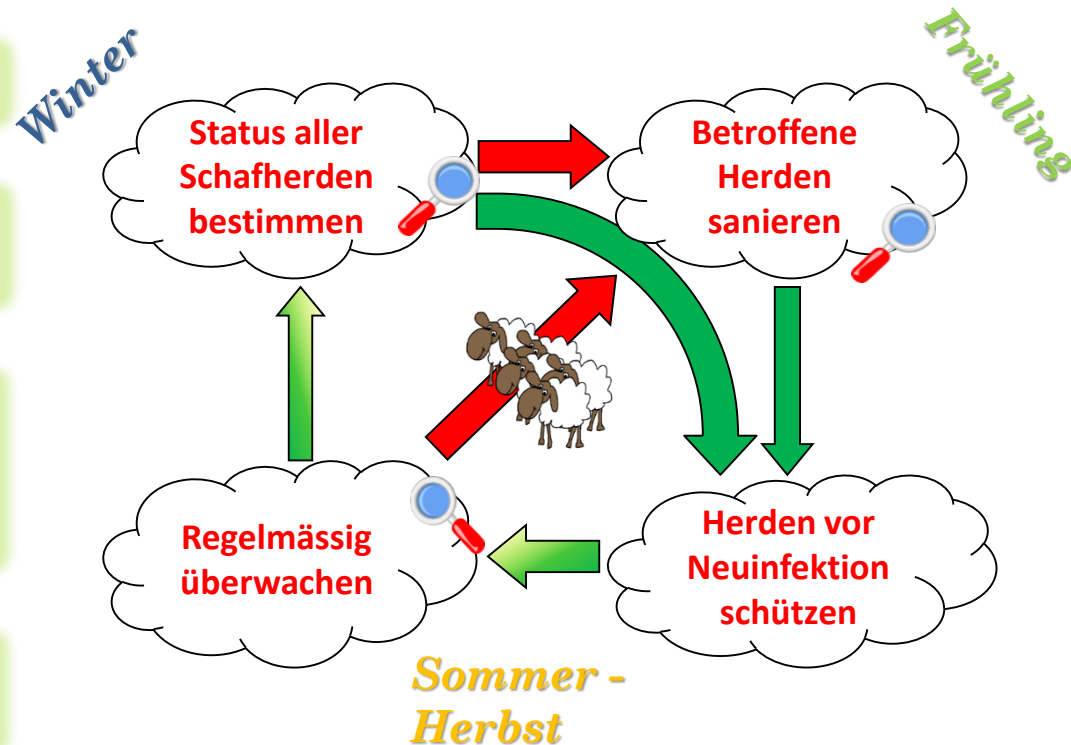 Winter
Frühling
Status aller
Schafherden
bestimmen
Betroffene
Herden
sanieren
Regelmässig
überwachen
Herden vor
Neuinfektion
schützen
Sommer -
Herbst